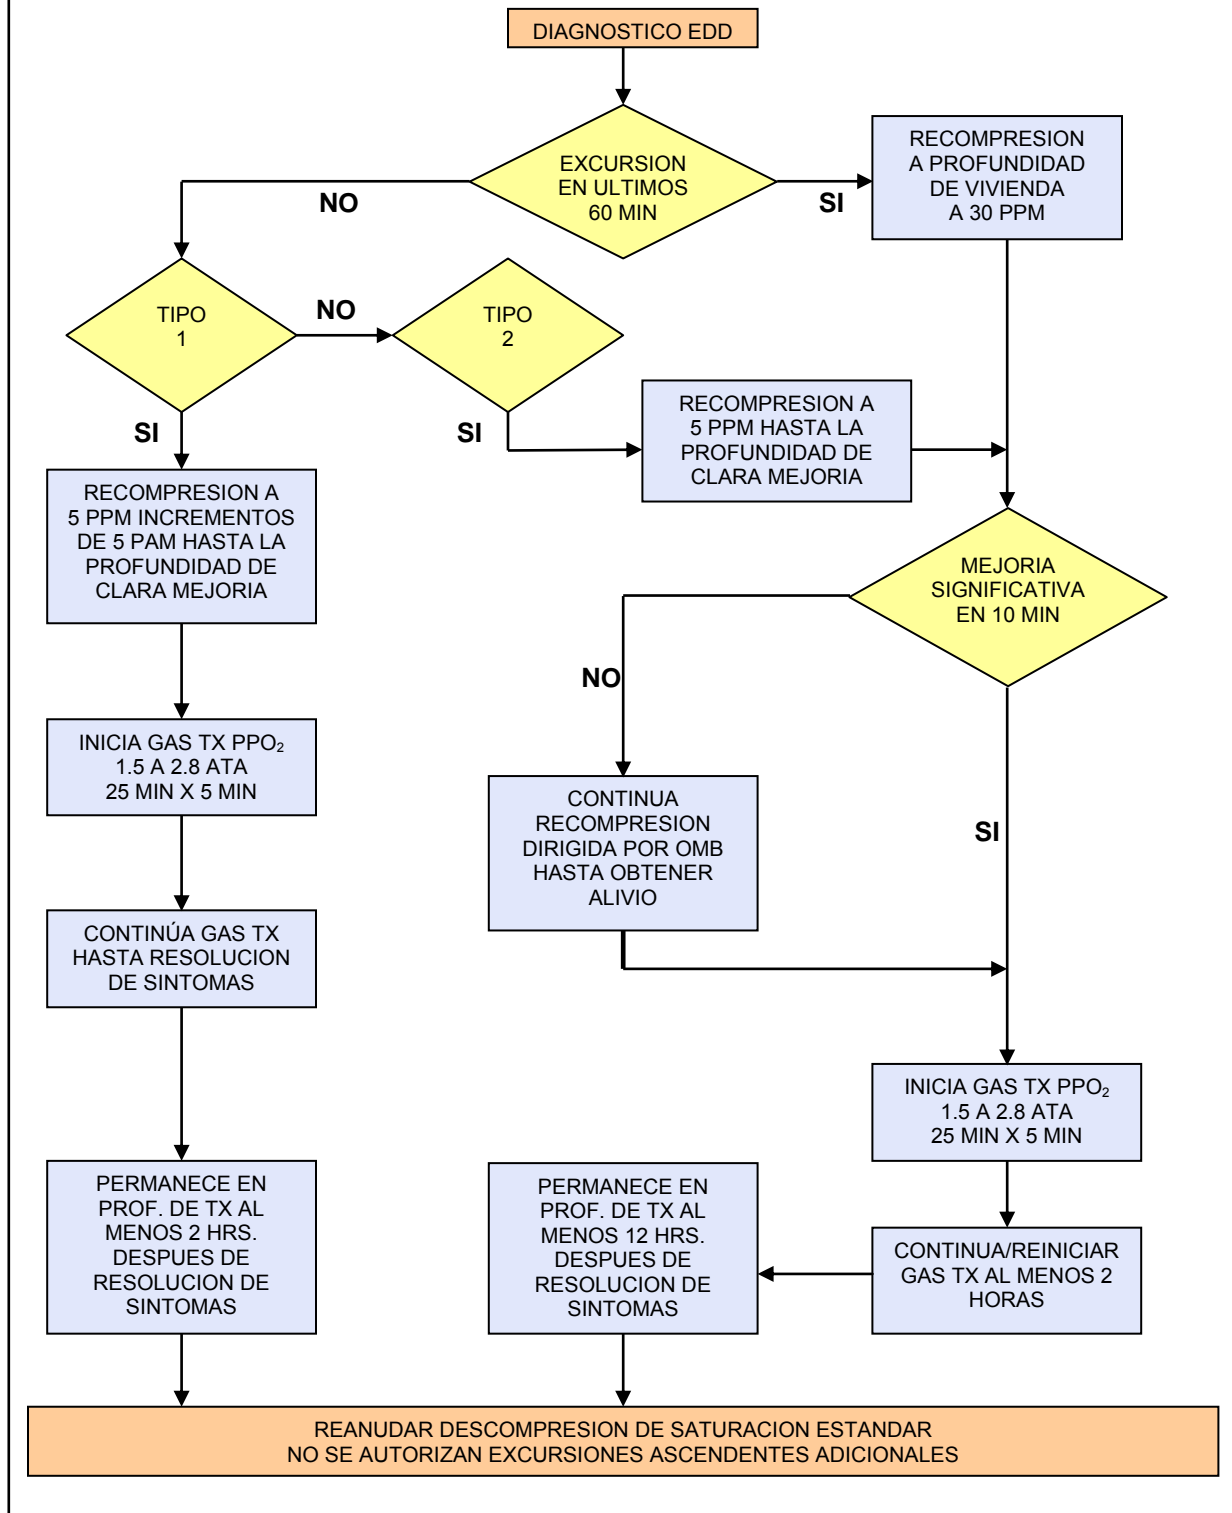 DIAGNOSTICO EDD
EXCURSION
EN ULTIMOS
60 MIN
NO
SI
RECOMPRESION
A PROFUNDIDAD
DE VIVIENDA
A 30 PPM
TIPO
1
NO
TIPO
2
SI
SI
RECOMPRESION A
5 PPM HASTA LA
PROFUNDIDAD DE
CLARA MEJORIA
RECOMPRESION A
5 PPM INCREMENTOS
DE 5 PAM HASTA LA
PROFUNDIDAD DE
CLARA MEJORIA
MEJORIA
SIGNIFICATIVA
EN 10 MIN
NO
SI
INICIA GAS TX PPO₂
1.5 A 2.8 ATA
25 MIN X 5 MIN
CONTINUA
RECOMPRESION
DIRIGIDA POR OMB
HASTA OBTENER
ALIVIO
CONTINÚA GAS TX
HASTA RESOLUCION
DE SINTOMAS
INICIA GAS TX PPO₂
1.5 A 2.8 ATA
25 MIN X 5 MIN
PERMANECE EN
PROF. DE TX AL
MENOS 2 HRS.
DESPUES DE
RESOLUCION DE
SINTOMAS
PERMANECE EN
PROF. DE TX AL
MENOS 12 HRS.
DESPUES DE
RESOLUCION DE
SINTOMAS
CONTINUA/REINICIAR
GAS TX AL MENOS 2
HORAS
REANUDAR DESCOMPRESION DE SATURACION ESTANDAR
NO SE AUTORIZAN EXCURSIONES ASCENDENTES ADICIONALES